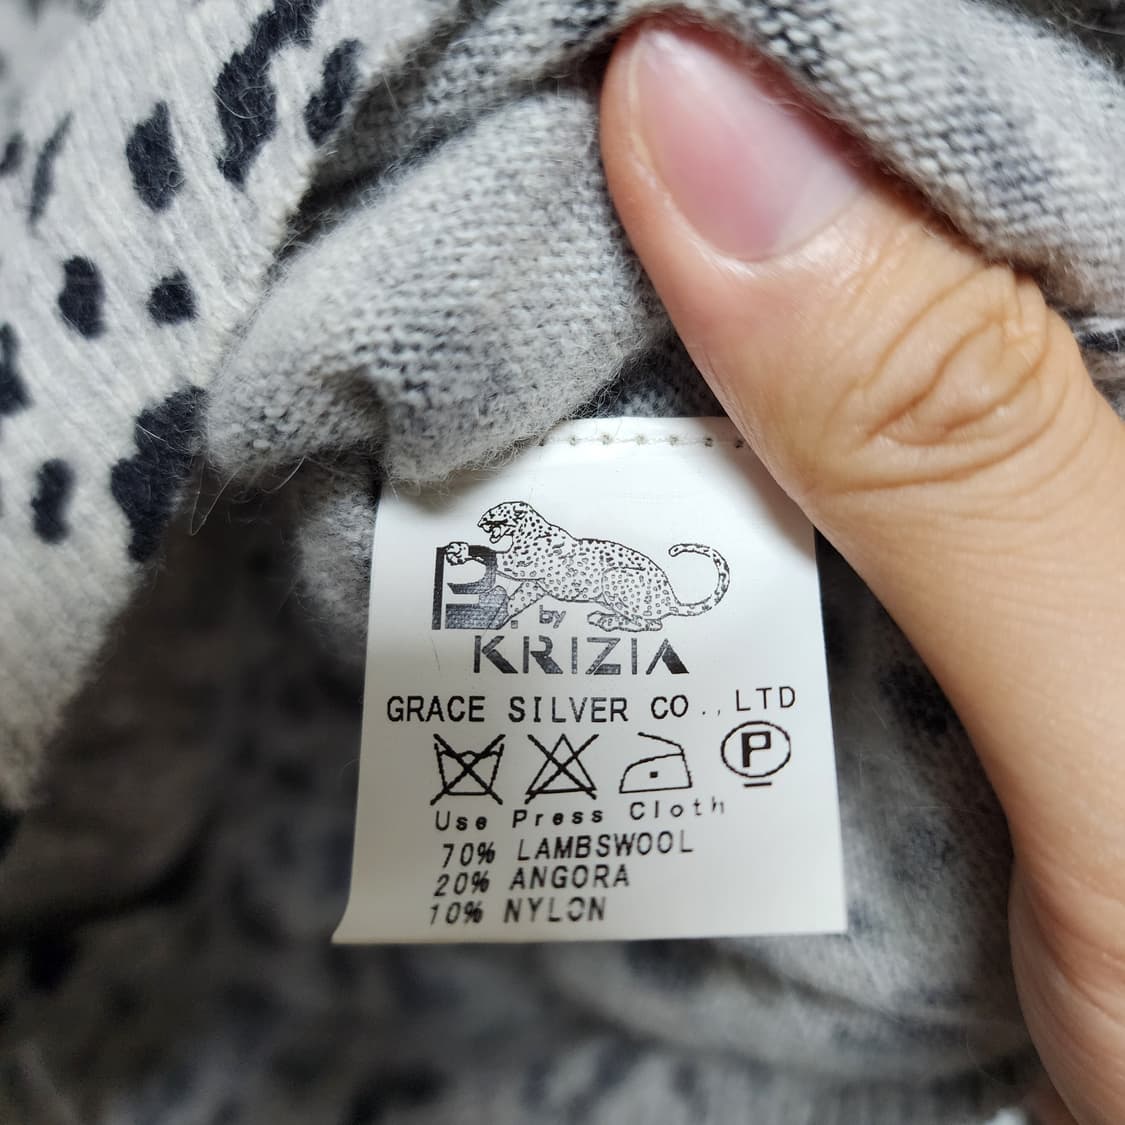 B. by
KRIZIA
GRACE SILVER CO., LTD
P
Use Press Cloth
70% LAMBSWOOL
20% ANGORA
10% NYLON